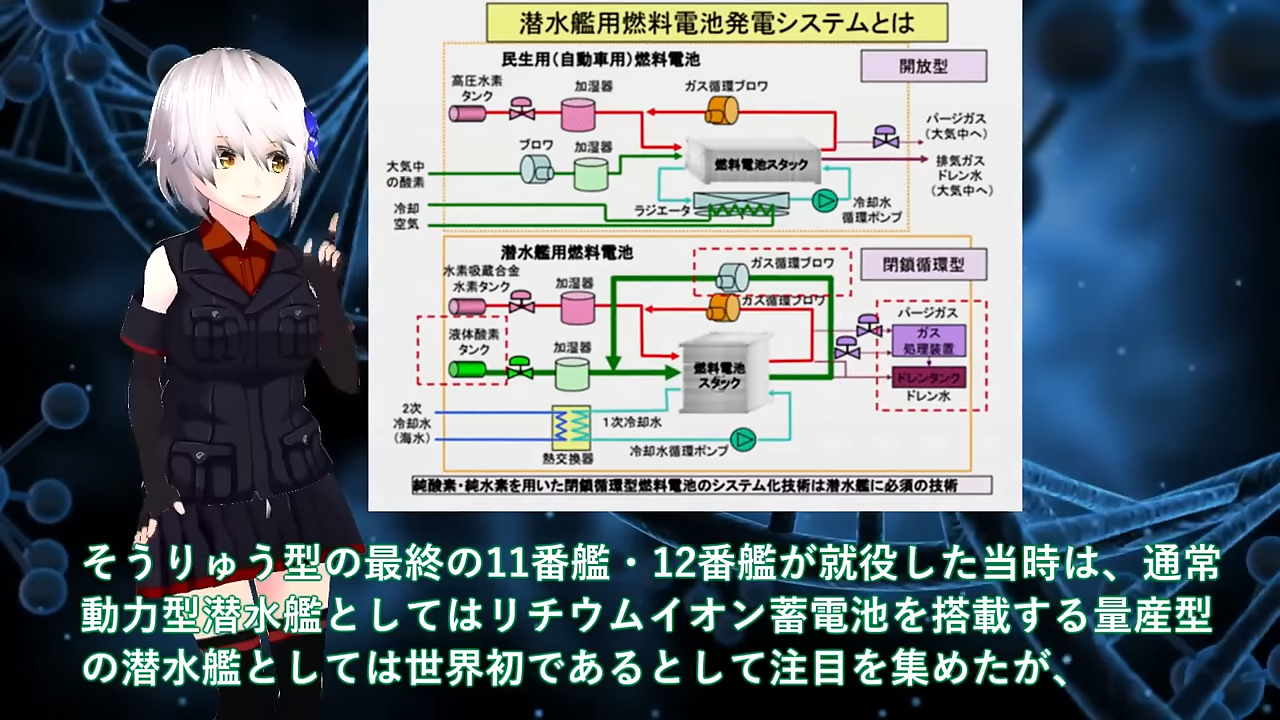 潜水艦用燃料電池発電システムとは
民生用(自動車用)燃料電池
開放型
高圧水素
タンク
加湿器
ガス循環ブロワ
パージガス
(大気中へ)
ブロワ
加湿器
燃料電池スタック
排気ガス
ドレン水
(大気中へ)
大気中
の酸素
冷却
空気
ラジエータ
冷却水
循環ポンプ
潜水艦用燃料電池
閉鎖循環型
ガス循環ブロワ
水素吸蔵合金
水素タンク
加湿器
ガス循環ブロワ
パージガス
液体酸素
タンク
加湿器
燃料電池
スタック
ガス
処理装置
ドレンタンク
ドレン水
2次
冷却水
(海水)
1次冷却水
熱交換器
冷却水循環ポンプ
純酸素・純水素を用いた閉鎖循環型燃料電池のシステム化技術は潜水艦に必須の技術
そうりゅう型の最終の11番艦・12番艦が就役した当時は、通常
動力型潜水艦としてはリチウムイオン蓄電池を搭載する量産型
の潜水艦としては世界初であるとして注目を集めたが、